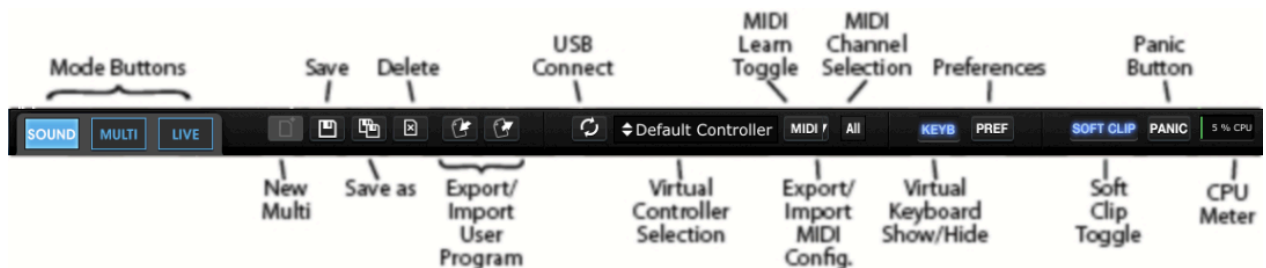 Mode Buttons
Save
Delete
USB
Connect
MIDI
Learn
Toggle
MIDI
Channel
Selection
Preferences
Panic
Button
SOUND
MULTI
LIVE
Default Controller
MIDI
All
KEYB
PREF
SOFT CLIP
PANIC
5 % CPU
New
Multi
Save as
Export/
Import
User
Program
Virtual
Controller
Selection
Export/
Import
MIDI
Config.
Virtual
Keyboard
Show/Hide
Soft
Clip
Toggle
CPU
Meter